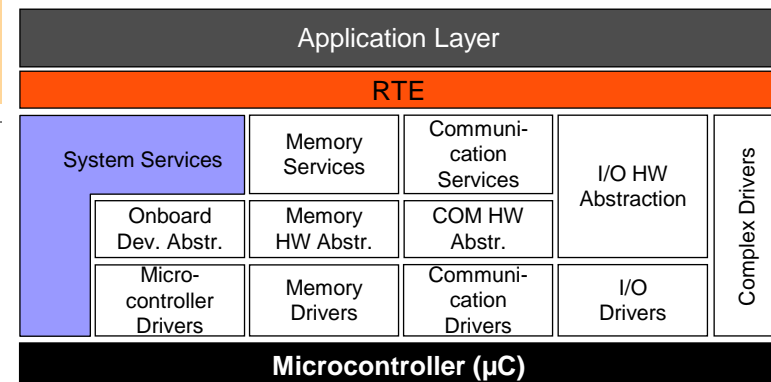 Application Layer
RTE
System Services
Memory
Services
Communi-
cation
Services
I/O HW
Abstraction
Complex Drivers
Onboard
Dev. Abstr.
Memory
HW Abstr.
COM HW
Abstr.
Micro-
controller
Drivers
Memory
Drivers
Communi-
cation
Drivers
I/O
Drivers
Microcontroller (µC)